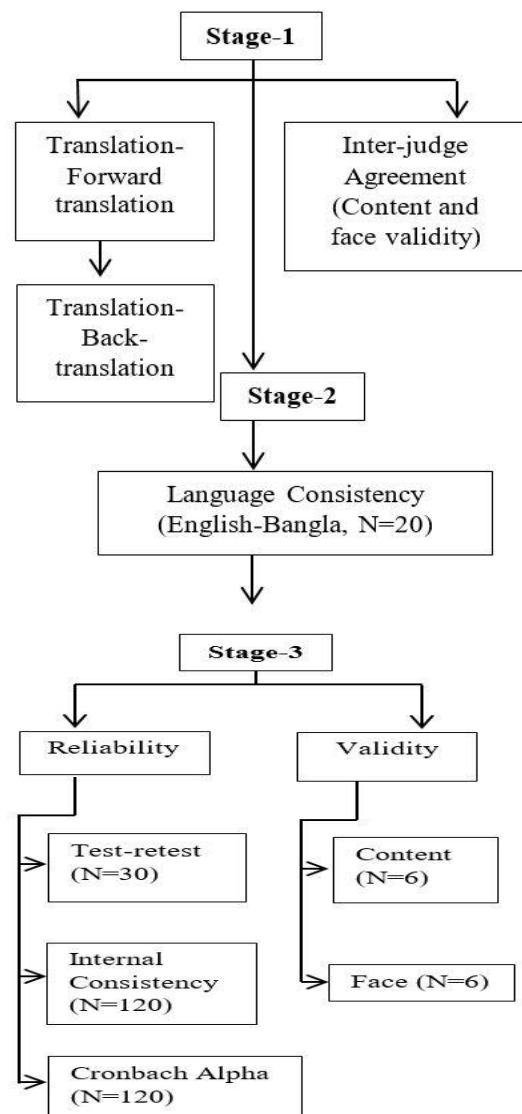 Stage-1
Translation-
Forward
translation
Inter-judge
Agreement
(Content and
face validity)
Translation-
Back-
translation
Stage-2
Language Consistency
(English-Bangla, N=20)
Stage-3
Reliability
Validity
Test-retest
(N=30)
Content
(N=6)
Internal
Consistency
(N=120)
Face (N=6)
Cronbach Alpha
(N=120)